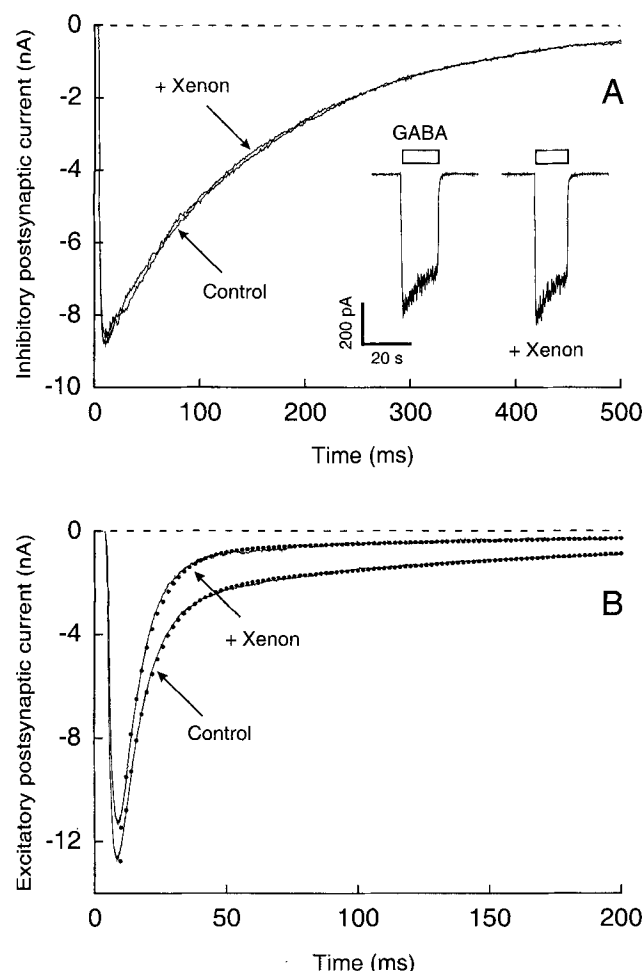 0
-2
-4
-6
-8
-10
Inhibitory postsynaptic current (nA)
+ Xenon
Control
A
GABA
200 pA
20 s
+ Xenon
0
100
200
300
400
500
Time (ms)
0
-4
-8
-12
Excitatory postsynaptic current (nA)
B
+ Xenon
Control
0
50
100
150
200
Time (ms)